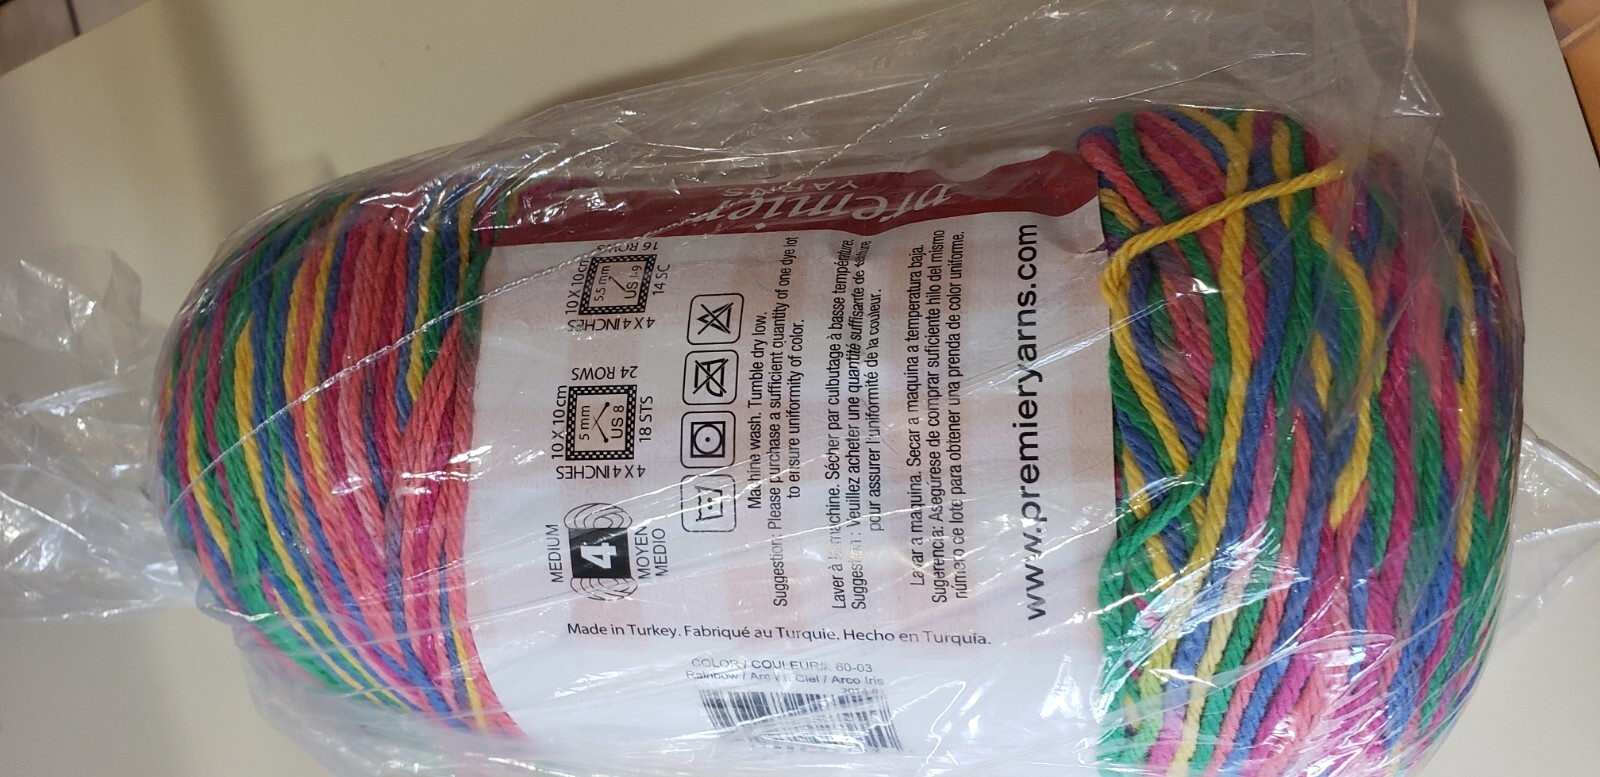 premier
YARNS
10 X 10 cm
5.5 mm
US I-9
4 X 4 INCHES
14 SC
16 ROWS
10 X 10 cm
5 mm
US 8
4 X 4 INCHES
18 STS
24 ROWS
MEDIUM
4
MOYEN
MEDIO
Machine wash. Tumble dry low.
Suggestion: Please purchase a sufficient quantity of one dye lot
to ensure uniformity of color.
Laver à la machine. Sécher par culbutage à basse température.
Suggestion : Veuillez acheter une quantité suffisante de teinture
pour assurer l'uniformité de la couleur.
Lavar a maquina. Secar a maquina a temperatura baja.
Sugerencia: Asegúrese de comprar suficiente hilo del mismo
número de lote para obtener una prenda de color uniforme.
www.premieryarns.com
Made in Turkey. Fabriqué au Turquie. Hecho en Turquía.
COLOR / COULEUR#: 60-03
Rainbow / Arc en Ciel / Arco Iris